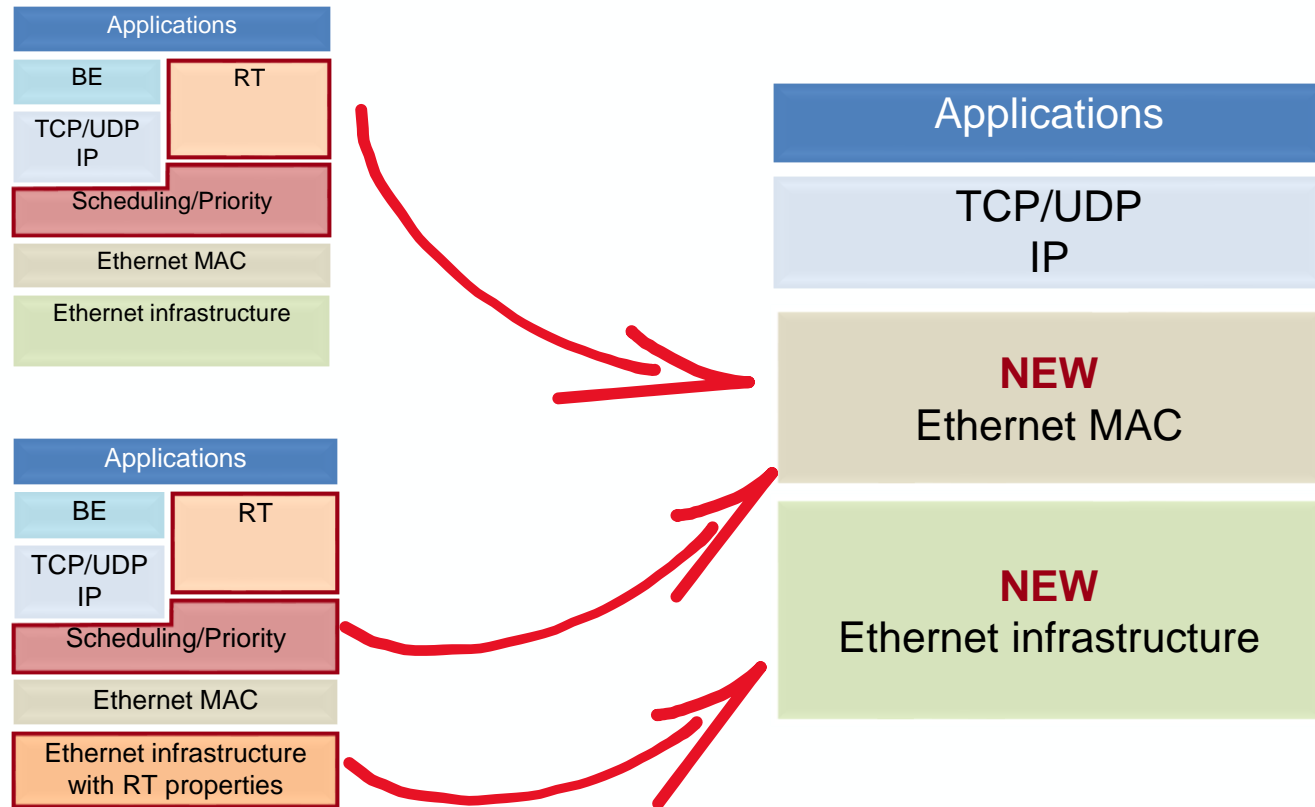 Applications
BE
RT
TCP/UDP
IP
Scheduling/Priority
Ethernet MAC
Ethernet infrastructure
Applications
BE
RT
TCP/UDP
IP
Scheduling/Priority
Ethernet MAC
Ethernet infrastructure
with RT properties
Applications
TCP/UDP
IP
NEW
Ethernet MAC
NEW
Ethernet infrastructure